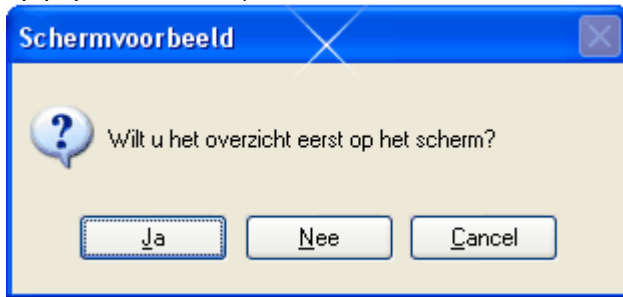 Schermvoorbeeld
Wilt u het overzicht eerst op het scherm?
Ja
Nee
Cancel